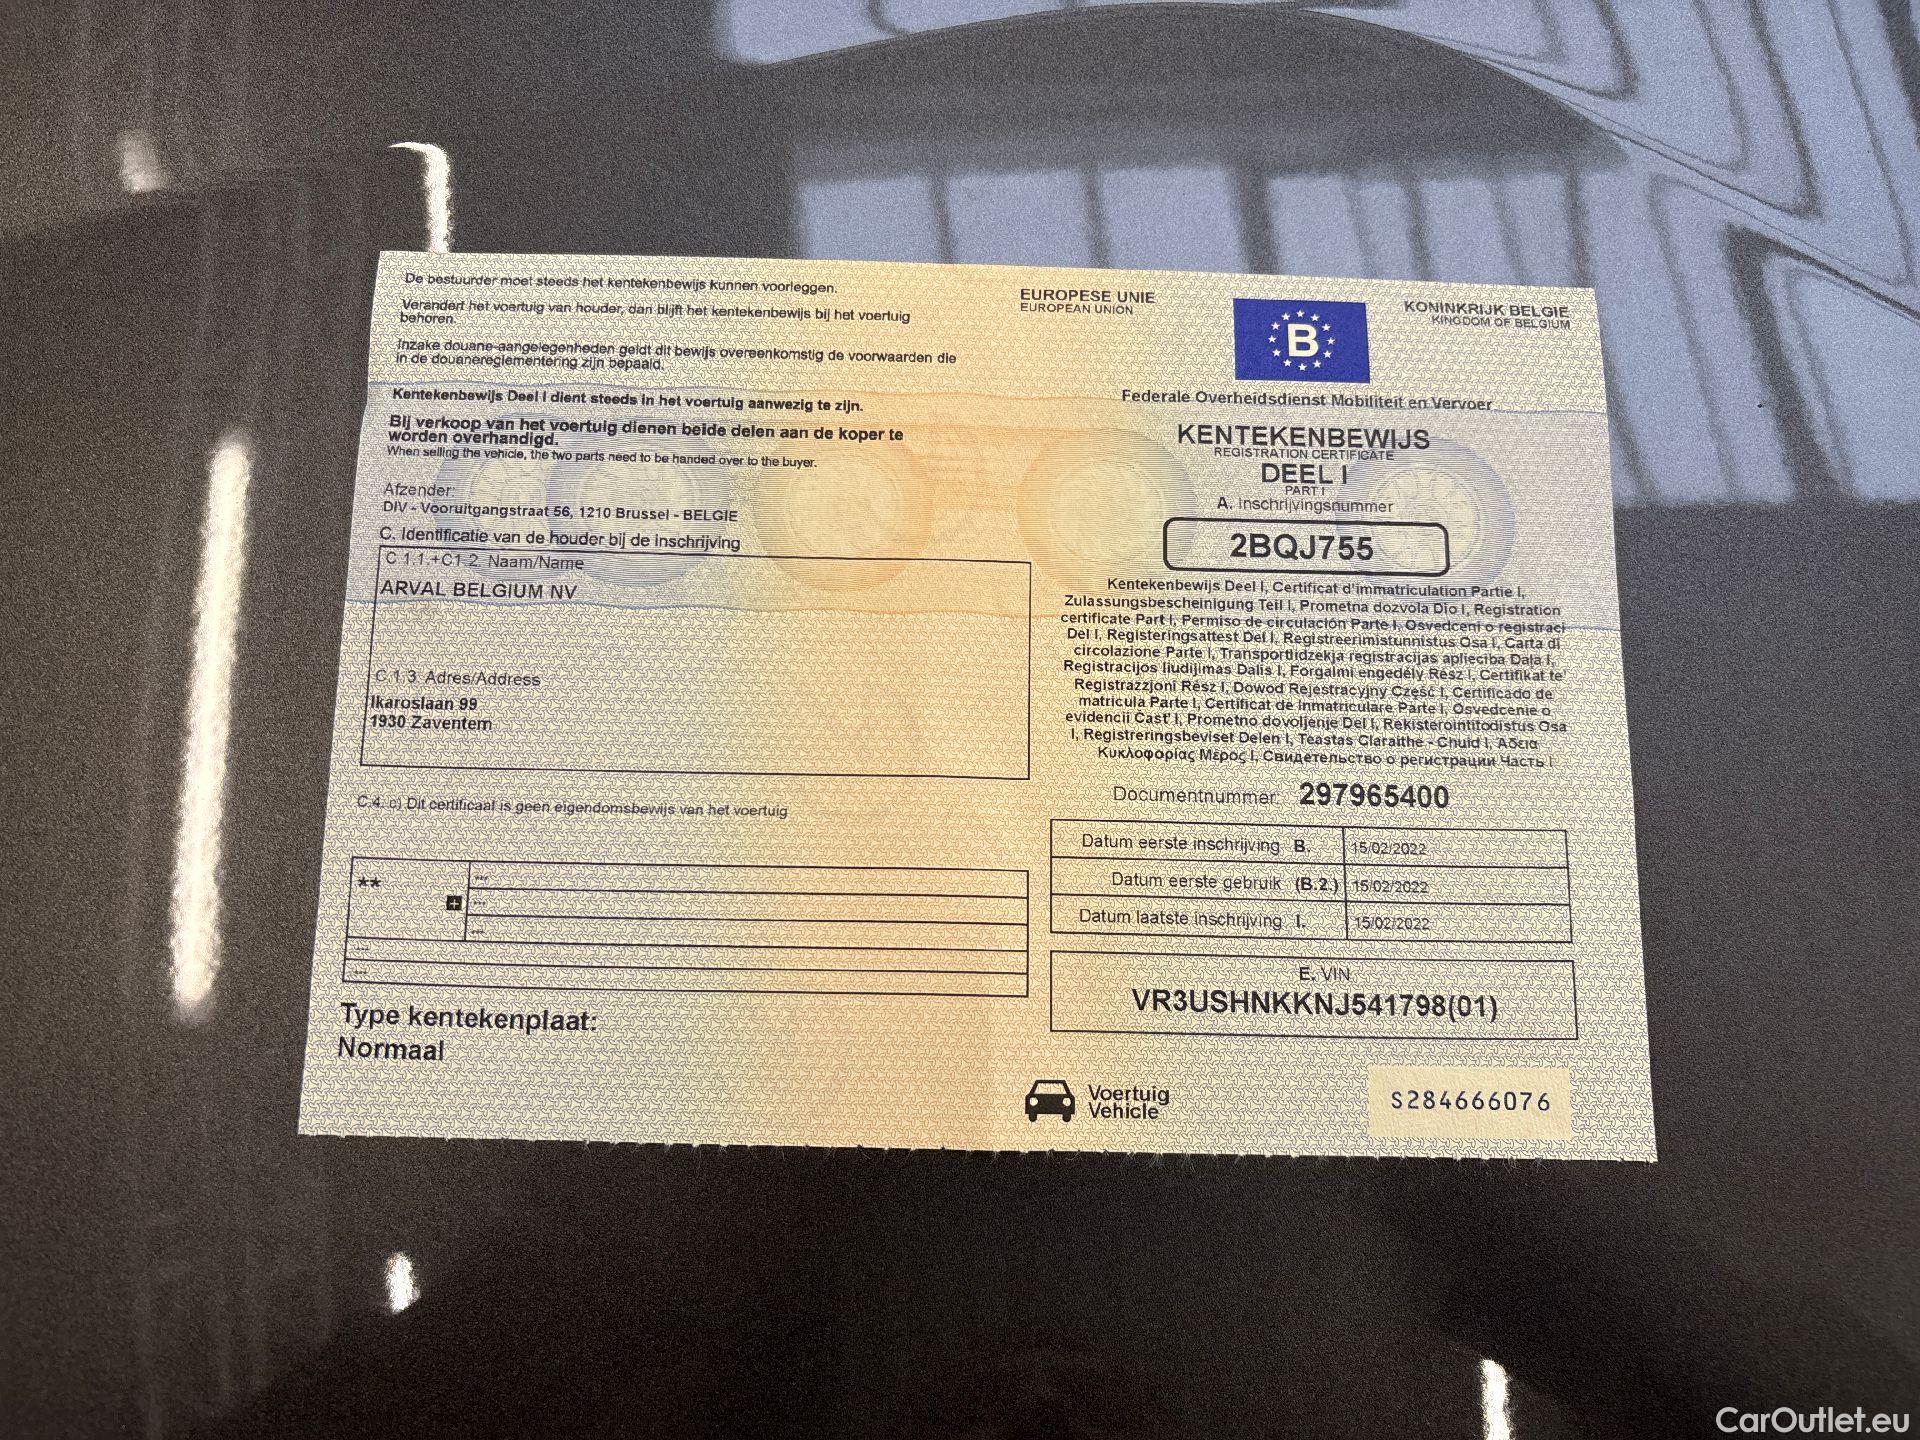 De bestuurder moet steeds het kentekenbewijs kunnen voorleggen.
Verandert het voertuig van houder, dan blijft het kentekenbewijs bij het voertuig
behoren.
Inzake douane-aangelegenheden geldt dit bewijs overeenkomstig de voorwaarden die
in de douanereglementering zijn bepaald.
Kentekenbewijs Deel I dient steeds in het voertuig aanwezig te zijn.
Bij verkoop van het voertuig dienen beide delen aan de koper te
worden overhandigd.
When selling the vehicle, the two parts need to be handed over to the buyer.
Afzender:
DIV - Vooruitgangstraat 56, 1210 Brussel - BELGIE
C. Identificatie van de houder bij de inschrijving
C 1.1.+C1.2. Naam/Name
ARVAL BELGIUM NV
C.1.3. Adres/Address
Ikaroslaan 99
1930 Zaventem
C.4. c) Dit certificaat is geen eigendomsbewijs van het voertuig
**
+
---
---
---
---
---
Type kentekenplaat:
Normaal
EUROPESE UNIE
EUROPEAN UNION
B
KONINKRIJK BELGIE
KINGDOM OF BELGIUM
Federale Overheidsdienst Mobiliteit en Vervoer
KENTEKENBEWIJS
REGISTRATION CERTIFICATE
DEEL I
PART I
A. Inschrijvingsnummer
2BQJ755
Kentekenbewijs Deel I, Certificat d'immatriculation Partie I,
Zulassungsbescheinigung Teil I, Prometna dozvola Dio I, Registration
certificate Part I, Permiso de circulación Parte I, Osvedcení o registraci
Del I, Registeringsattest Del I, Registreerimistunnistus Osa I, Carta di
circolazione Parte I, Transportlidzekja registracijas apliecíba Daļa I,
Registracijos liudijimas Dalis I, Forgalmi engedély Rész I, Certifikat te'
Registrazzjoni Rész I, Dowod Rejestracyjny Część I, Certificado de
matricula Parte I, Certificat de Inmatriculare Parte I, Osvedcenie o
evidencii Cast' I, Prometno dovoljenje Del I, Rekisteröintitodistus Osa
I, Registreringsbeviset Delen I, Teastas Claraithe - Chuid I, Άδεια
Κυκλοφορίας Μέρος I, Свидетельство о регистрации Часть I
Documentnummer: 297965400
Datum eerste inschrijving B. 15/02/2022
Datum eerste gebruik (B.2.) 15/02/2022
Datum laatste inschrijving I. 15/02/2022
E. VIN
VR3USHNKKNJ541798(01)
Voertuig
Vehicle
S284666076
CarOutlet.eu